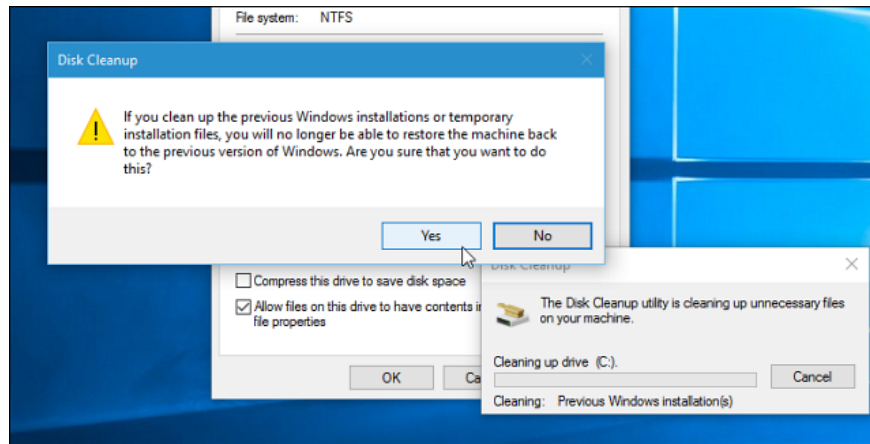 File system: NTFS
Disk Cleanup
If you clean up the previous Windows installations or temporary
installation files, you will no longer be able to restore the machine back
to the previous version of Windows. Are you sure that you want to do
this?
Yes No
Compress this drive to save disk space
Allow files on this drive to have contents
file properties
OK
Disk Cleanup
The Disk Cleanup utility is cleaning up unnecessary files
on your machine.
Cleaning up drive (C:).
Cancel
Cleaning: Previous Windows installation(s)